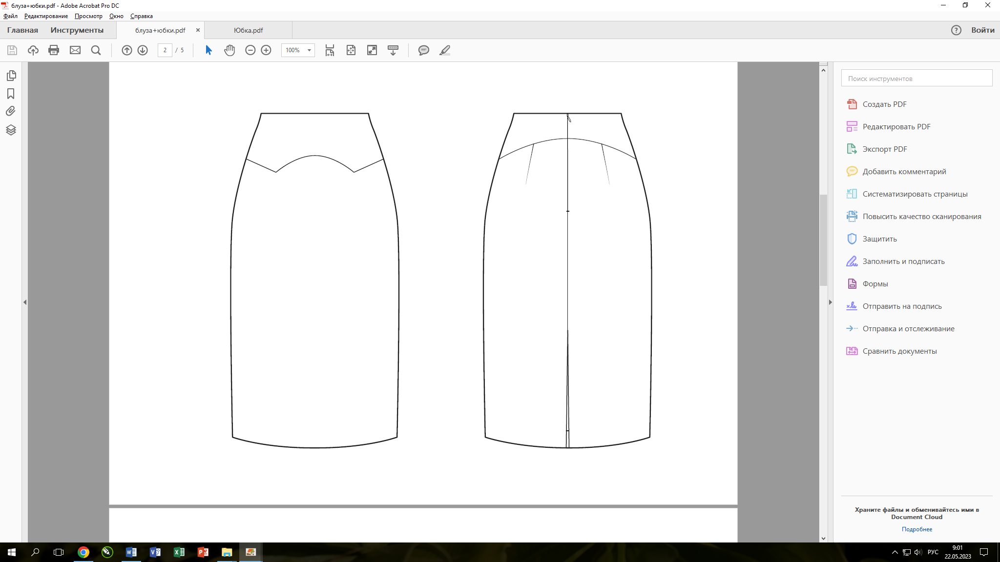 блуза+юбки.pdf - Adobe Acrobat Pro DC
Файл Редактирование Просмотр Окно Справка
Главная Инструменты блуза+юбки.pdf × Юбка.pdf ? Войти
2 / 5 100%
Поиск инструментов
Создать PDF
Редактировать PDF
Экспорт PDF
Добавить комментарий
Систематизировать страницы
Повысить качество сканирования
Защитить
Заполнить и подписать
Формы
Отправить на подпись
Отправка и отслеживание
Сравнить документы
Храните файлы и обменивайтесь ими в
Document Cloud
Подробнее
РУС 9:01
22.05.2023